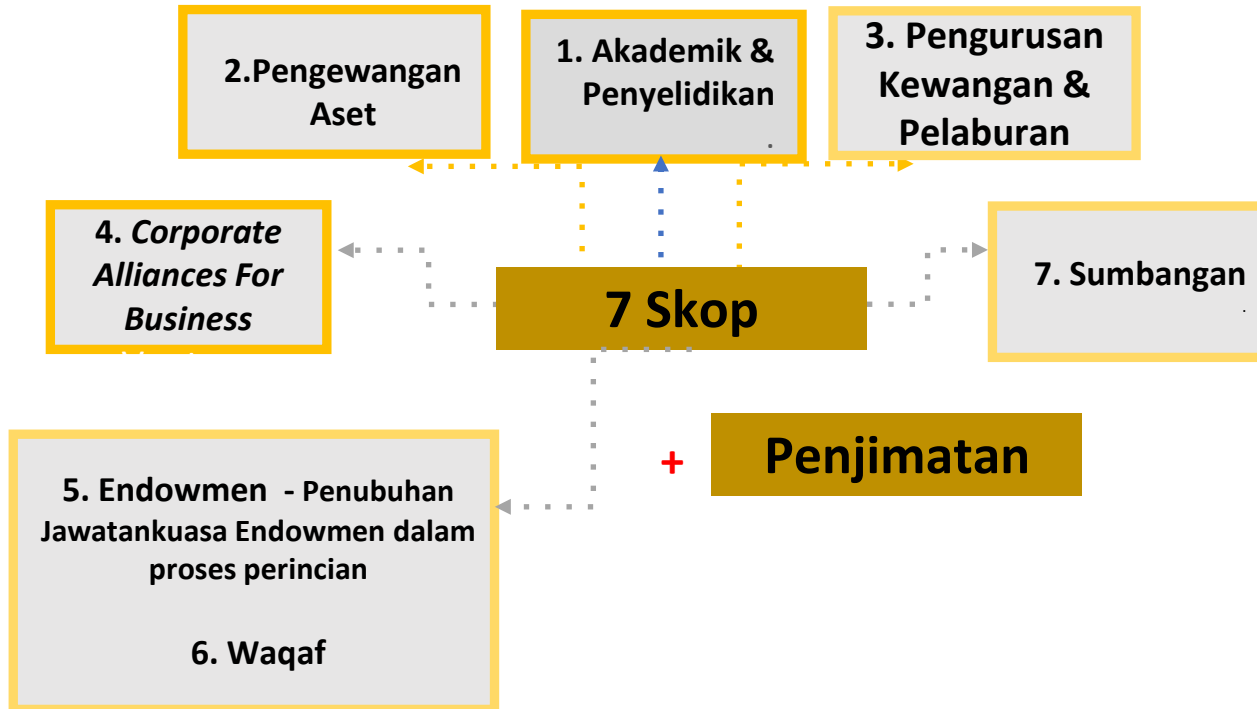 1. Akademik &
Penyelidikan
.
2.Pengewangan
Aset
3. Pengurusan
Kewangan &
Pelaburan
4. Corporate
Alliances For
Business
7 Skop
7. Sumbangan
.
+
Penjimatan
5. Endowmen - Penubuhan
Jawatankuasa Endowmen dalam
proses perincian
6. Waqaf